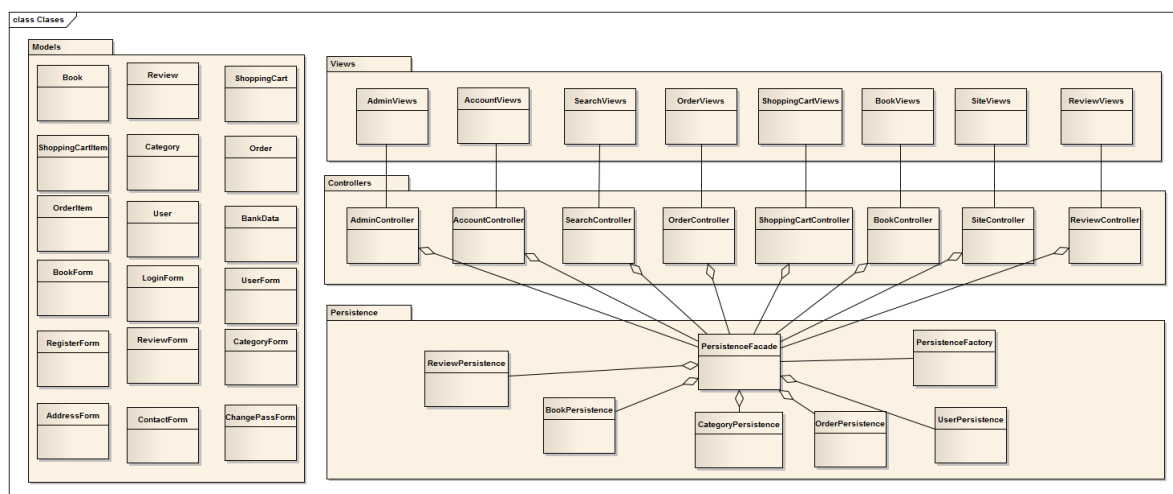 class Clases
Models
Book
Review
ShoppingCart
ShoppingCartItem
Category
Order
OrderItem
User
BankData
BookForm
LoginForm
UserForm
RegisterForm
ReviewForm
CategoryForm
AddressForm
ContactForm
ChangePassForm
Views
AdminViews
AccountViews
SearchViews
OrderViews
ShoppingCartViews
BookViews
SiteViews
ReviewViews
Controllers
AdminController
AccountController
SearchController
OrderController
ShoppingCartController
BookController
SiteController
ReviewController
Persistence
PersistenceFacade
PersistenceFactory
ReviewPersistence
BookPersistence
CategoryPersistence
OrderPersistence
UserPersistence